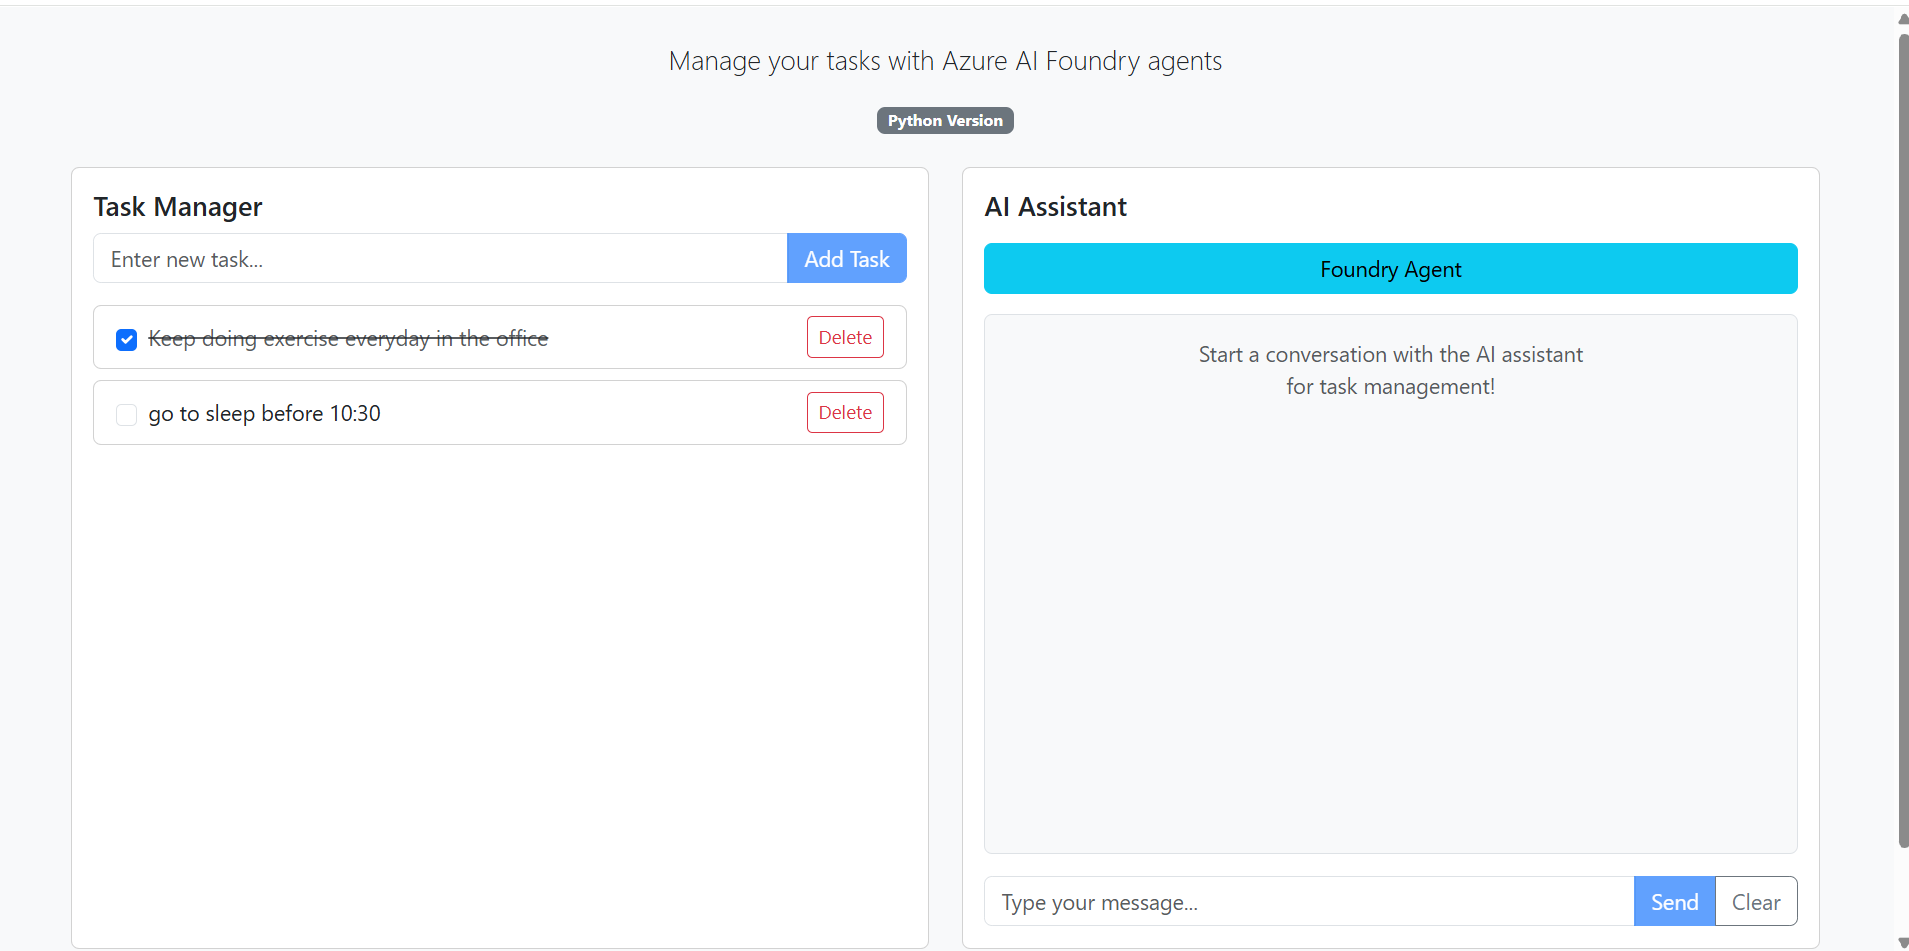 Manage your tasks with Azure AI Foundry agents
Python Version
Task Manager
Enter new task...
Add Task
Keep doing exercise everyday in the office
Delete
go to sleep before 10:30
Delete
AI Assistant
Foundry Agent
Start a conversation with the AI assistant
for task management!
Type your message...
Send
Clear